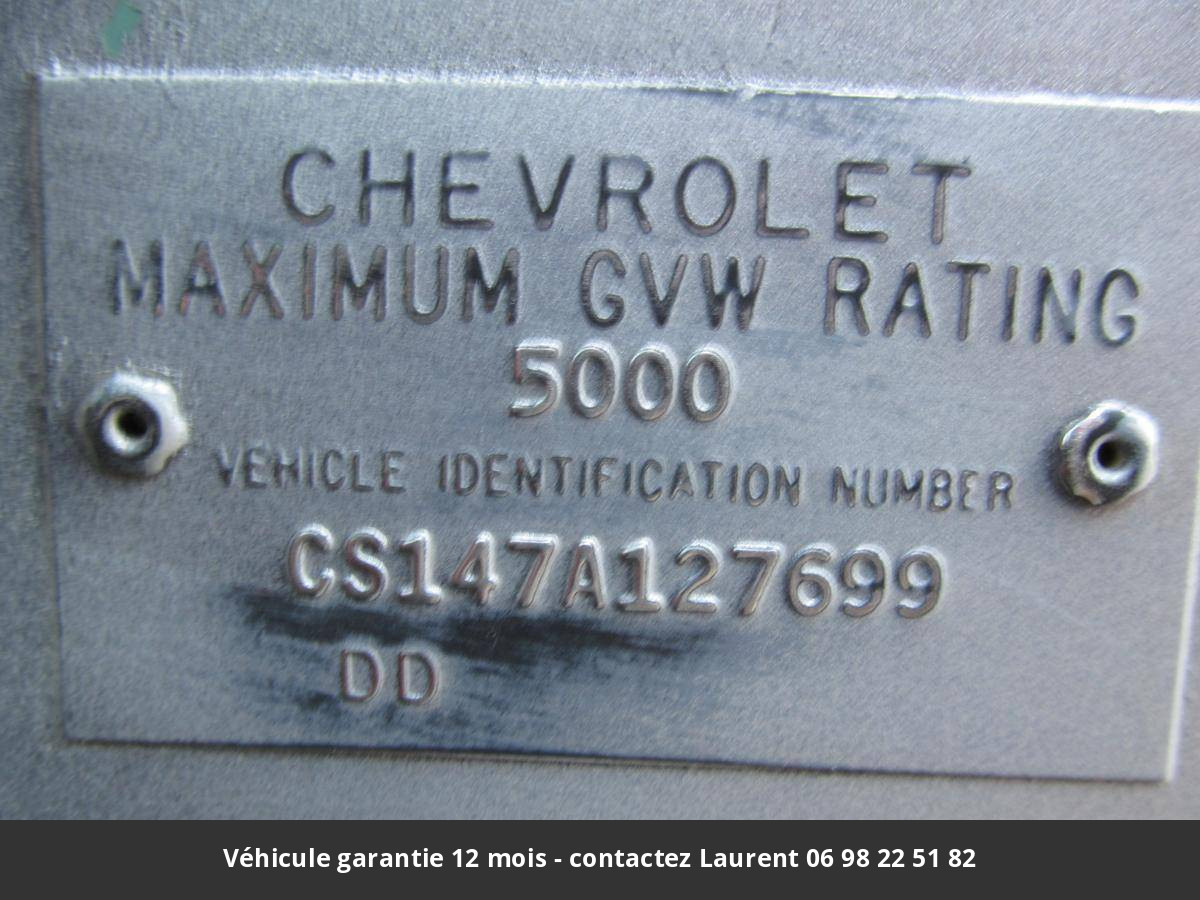 CHEVROLET
MAXIMUM GVW RATING
5000
VEHICLE IDENTIFICATION NUMBER
CS147A127699
DD
Véhicule garantie 12 mois - contactez Laurent 06 98 22 51 82